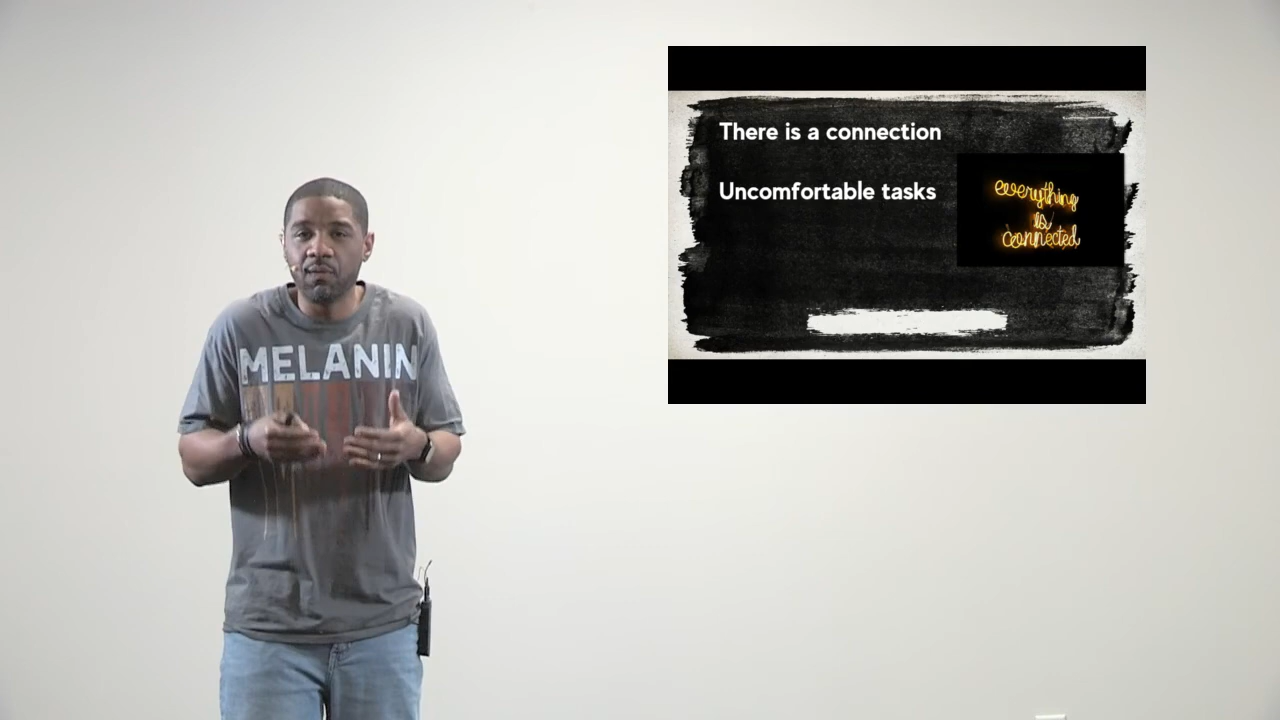 There is a connection
Uncomfortable tasks
everything
is
connected
MELANIN